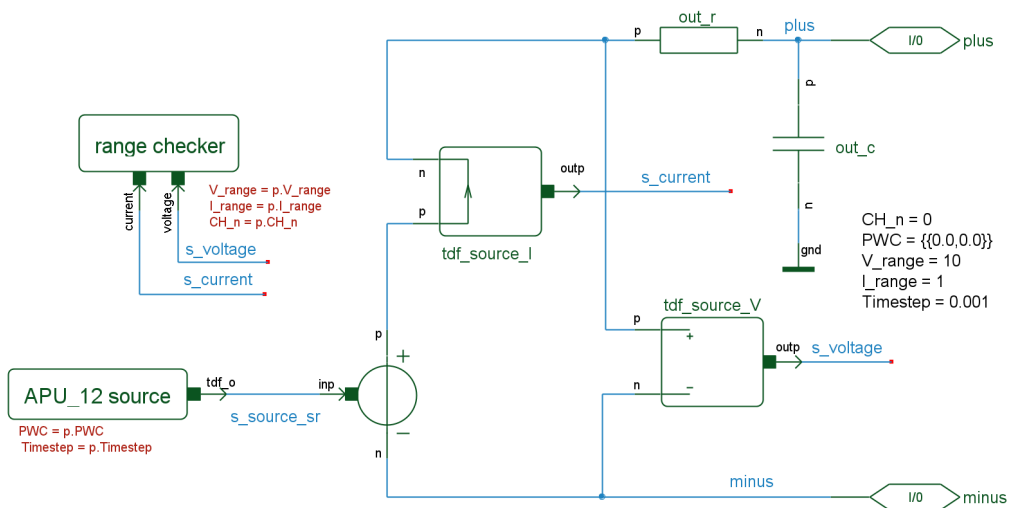 out_r
p
n
plus
I/0
plus
p
out_c
n
gnd
range checker
current
voltage
V_range = p.V_range
I_range = p.I_range
CH_n = p.CH_n
s_voltage
s_current
n
p
outp
s_current
tdf_source_I
CH_n = 0
PWC = {{0.0,0.0}}
V_range = 10
I_range = 1
Timestep = 0.001
tdf_source_V
p
+
n
−
outp
s_voltage
APU_12 source
tdf_o
inp
s_source_sr
PWC = p.PWC
Timestep = p.Timestep
p
+
−
n
minus
I/0
minus